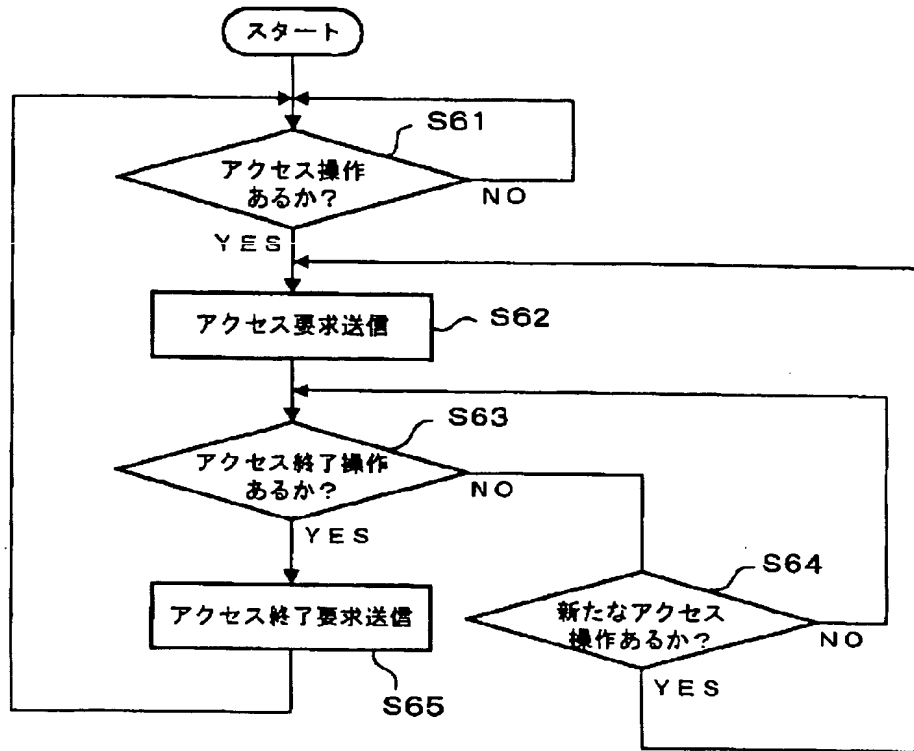 スタート
S61
アクセス操作
あるか?
NO
YES
アクセス要求送信
S62
S63
アクセス終了操作
あるか?
NO
YES
S64
アクセス終了要求送信
新たなアクセス
操作あるか?
NO
YES
S65